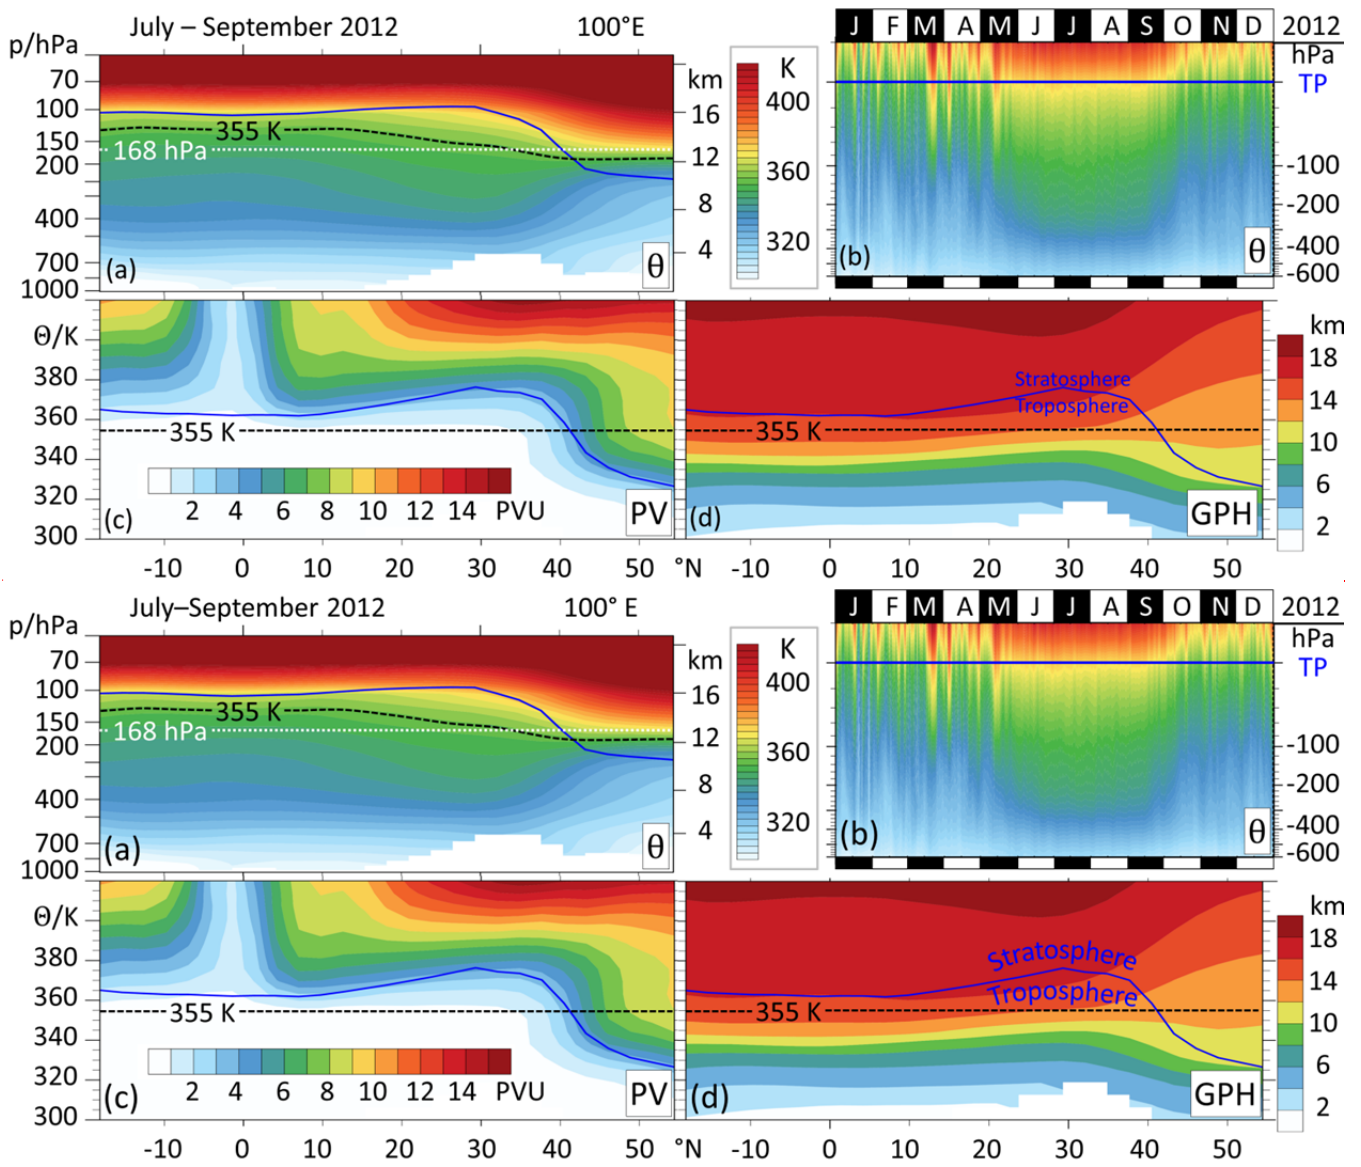 July – September 2012 100°E
p/hPa
70
100
150
200
400
700
1000
355 K
168 hPa
(a)
θ
km
16
12
8
4
K
400
360
320
J F M A M J J A S O N D 2012
hPa
TP
-100
-200
-400
-600
(b)
θ
Θ/K
380
360
340
320
300
355 K
2 4 6 8 10 12 14 PVU
(c)
PV
Stratosphere
Troposphere
355 K
(d)
GPH
km
18
14
10
6
2
-10 0 10 20 30 40 50 °N -10 0 10 20 30 40 50
July–September 2012 100° E
p/hPa
70
100
150
200
400
700
1000
355 K
168 hPa
(a)
θ
km
16
12
8
4
K
400
360
320
J F M A M J J A S O N D 2012
hPa
TP
-100
-200
-400
-600
(b)
θ
Θ/K
380
360
340
320
300
355 K
2 4 6 8 10 12 14 PVU
(c)
PV
Stratosphere
Troposphere
355 K
(d)
GPH
km
18
14
10
6
2
-10 0 10 20 30 40 50 °N -10 0 10 20 30 40 50